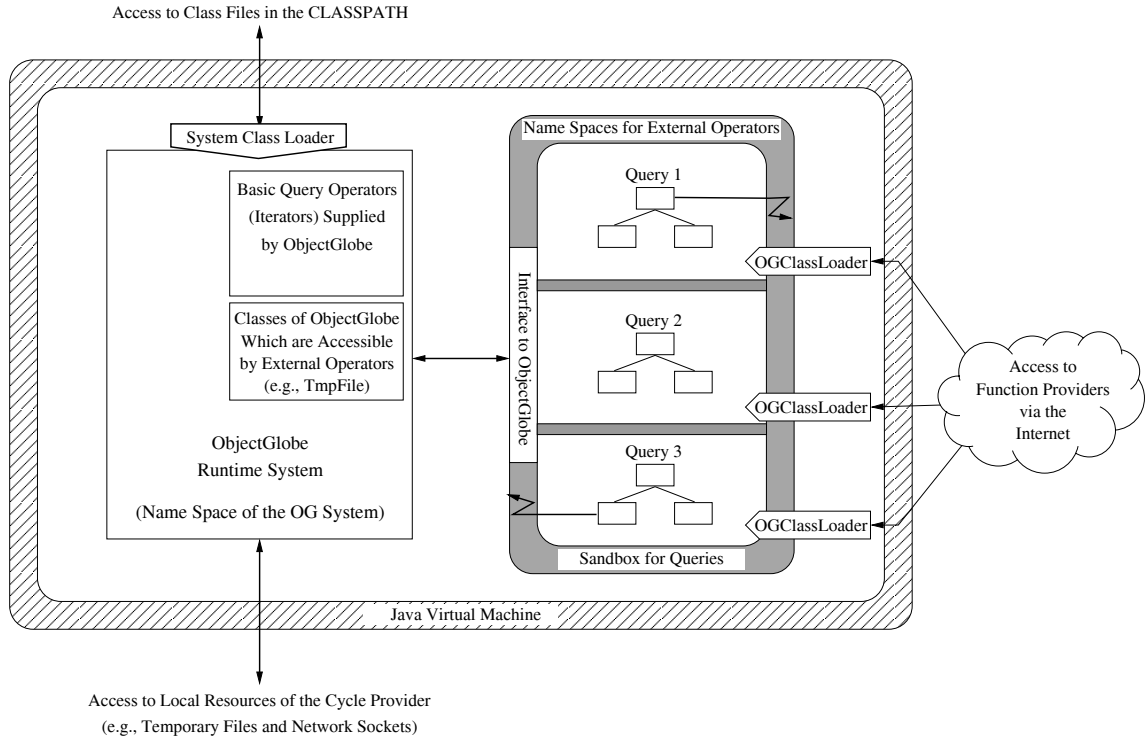 Access to Class Files in the CLASSPATH
System Class Loader
Basic Query Operators
(Iterators) Supplied
by ObjectGlobe
Classes of ObjectGlobe
Which are Accessible
by External Operators
(e.g., TmpFile)
ObjectGlobe
Runtime System
(Name Space of the OG System)
Name Spaces for External Operators
Query 1
OGClassLoader
Interface to ObjectGlobe
Query 2
OGClassLoader
Query 3
OGClassLoader
Sandbox for Queries
Access to
Function Providers
via the
Internet
Java Virtual Machine
Access to Local Resources of the Cycle Provider
(e.g., Temporary Files and Network Sockets)